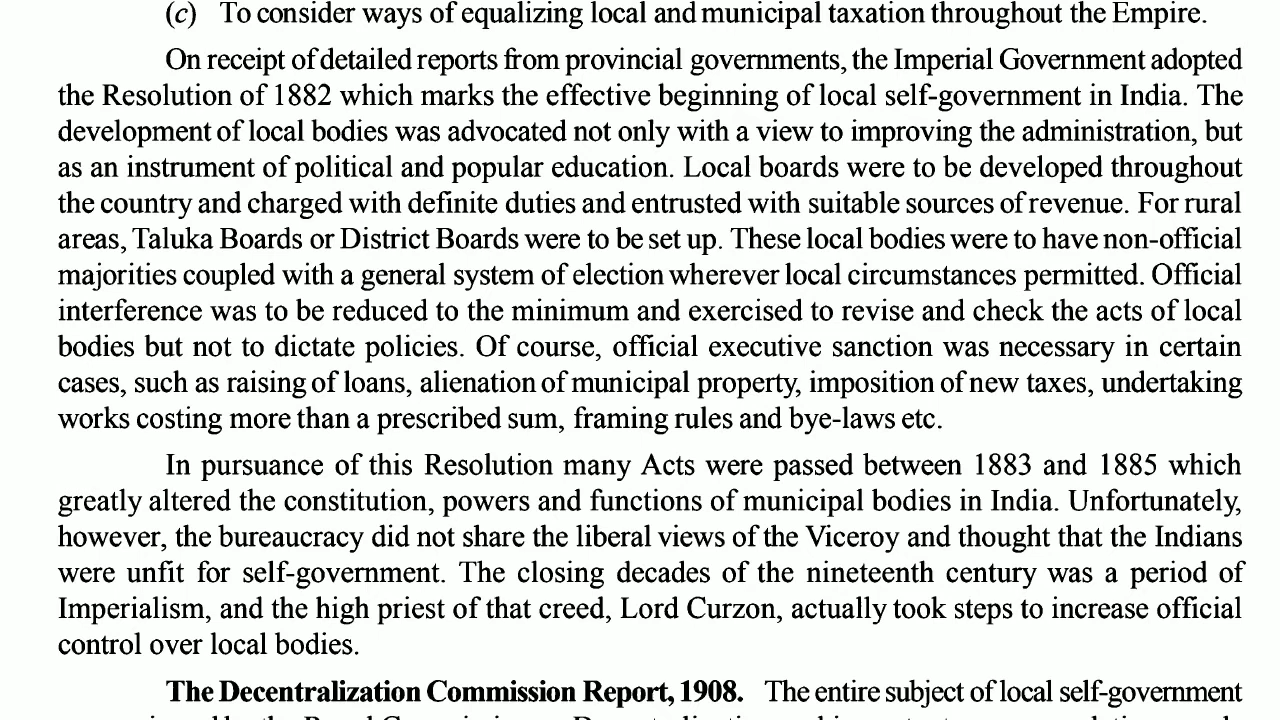 (c) To consider ways of equalizing local and municipal taxation throughout the Empire.
On receipt of detailed reports from provincial governments, the Imperial Government adopted
the Resolution of 1882 which marks the effective beginning of local self-government in India. The
development of local bodies was advocated not only with a view to improving the administration, but
as an instrument of political and popular education. Local boards were to be developed throughout
the country and charged with definite duties and entrusted with suitable sources of revenue. For rural
areas, Taluka Boards or District Boards were to be set up. These local bodies were to have non-official
majorities coupled with a general system of election wherever local circumstances permitted. Official
interference was to be reduced to the minimum and exercised to revise and check the acts of local
bodies but not to dictate policies. Of course, official executive sanction was necessary in certain
cases, such as raising of loans, alienation of municipal property, imposition of new taxes, undertaking
works costing more than a prescribed sum, framing rules and bye-laws etc.
In pursuance of this Resolution many Acts were passed between 1883 and 1885 which
greatly altered the constitution, powers and functions of municipal bodies in India. Unfortunately,
however, the bureaucracy did not share the liberal views of the Viceroy and thought that the Indians
were unfit for self-government. The closing decades of the nineteenth century was a period of
Imperialism, and the high priest of that creed, Lord Curzon, actually took steps to increase official
control over local bodies.
The Decentralization Commission Report, 1908. The entire subject of local self-government